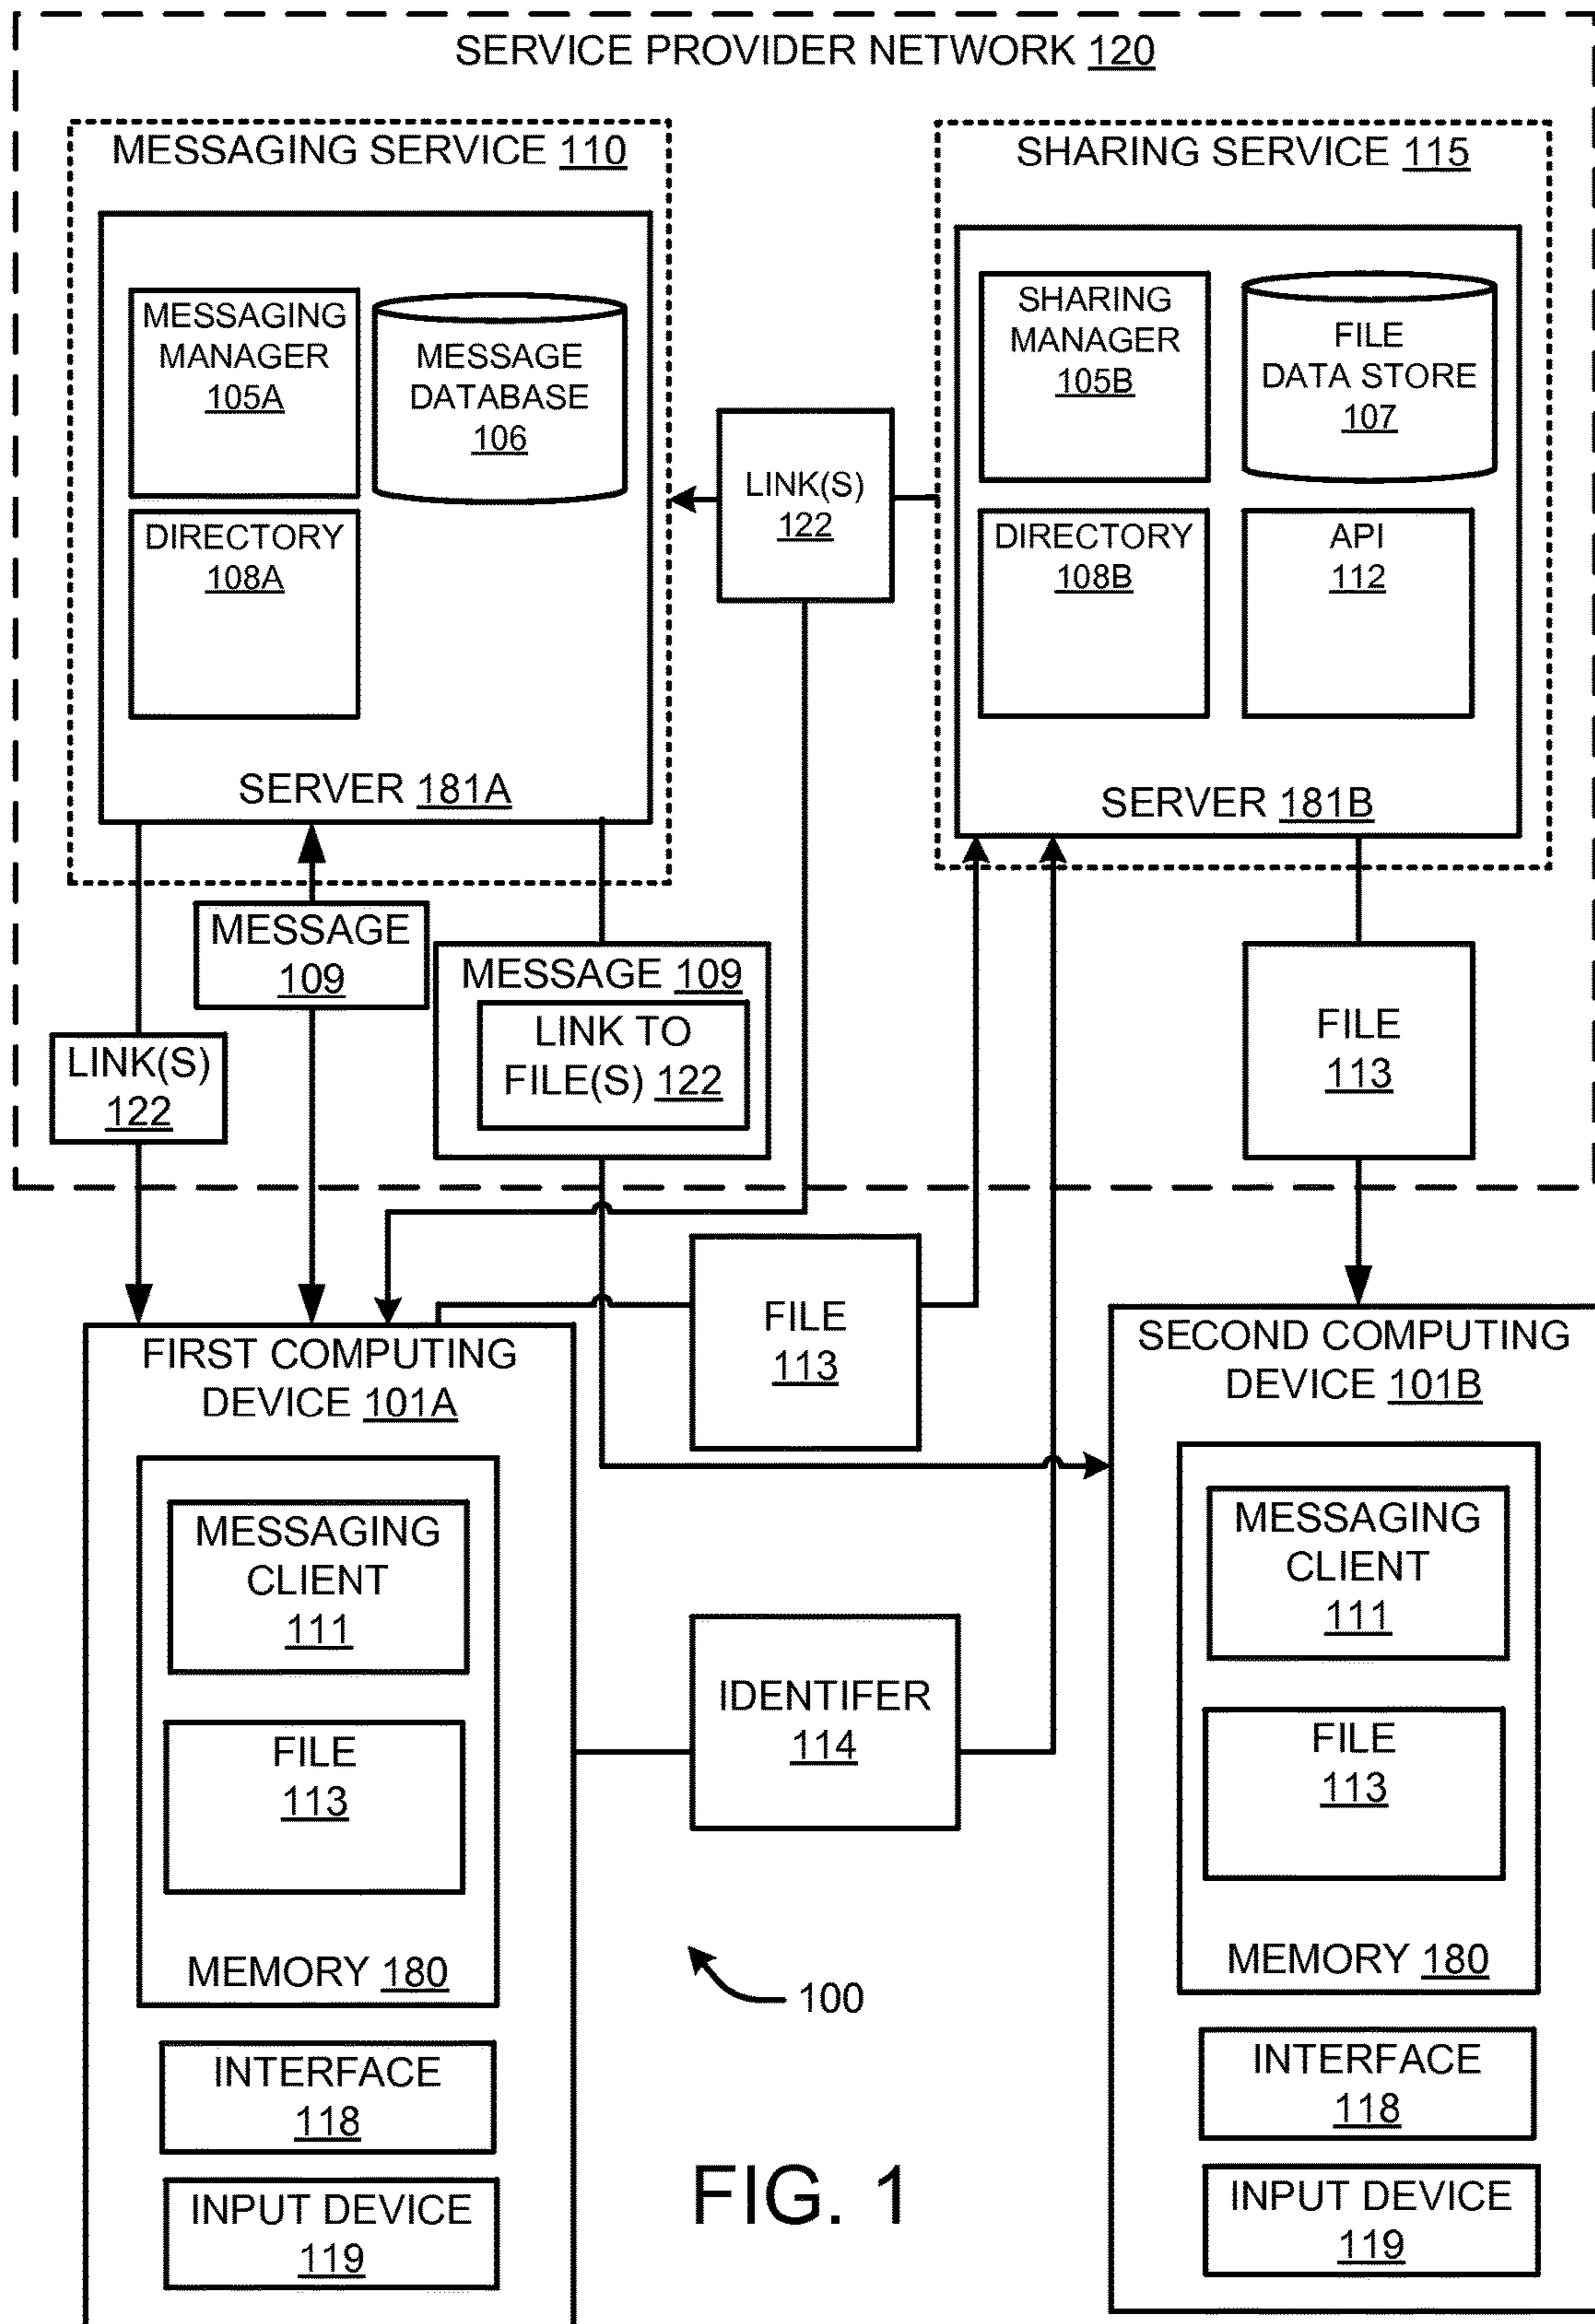 SERVICE PROVIDER NETWORK 120
MESSAGING SERVICE 110
MESSAGING
MANAGER
105A
MESSAGE
DATABASE
106
DIRECTORY
108A
SERVER 181A
LINK(S)
122
SHARING SERVICE 115
SHARING
MANAGER
105B
FILE
DATA STORE
107
DIRECTORY
108B
API
112
SERVER 181B
LINK(S)
122
MESSAGE
109
MESSAGE 109
LINK TO
FILE(S) 122
FILE
113
FIRST COMPUTING
DEVICE 101A
MESSAGING
CLIENT
111
FILE
113
MEMORY 180
INTERFACE
118
INPUT DEVICE
119
FILE
113
IDENTIFER
114
100
FIG. 1
SECOND COMPUTING
DEVICE 101B
MESSAGING
CLIENT
111
FILE
113
MEMORY 180
INTERFACE
118
INPUT DEVICE
119